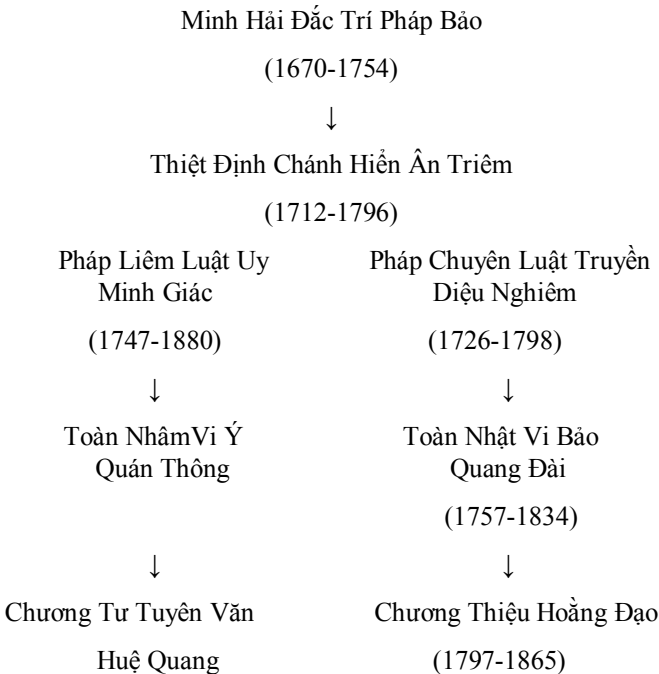 Minh Hải Đắc Trí Pháp Bảo
(1670-1754)
↓
Thiệt Định Chánh Hiển Ân Triêm
(1712-1796)
Pháp Liêm Luật Uy Pháp Chuyên Luật Truyền
Minh Giác Diệu Nghiêm
(1747-1880) (1726-1798)
↓ ↓
Toàn NhâmVi Ý Toàn Nhật Vi Bảo
Quán Thông Quang Đài
(1757-1834)
↓ ↓
Chương Tư Tuyên Văn Chương Thiệu Hoằng Đạo
Huệ Quang (1797-1865)